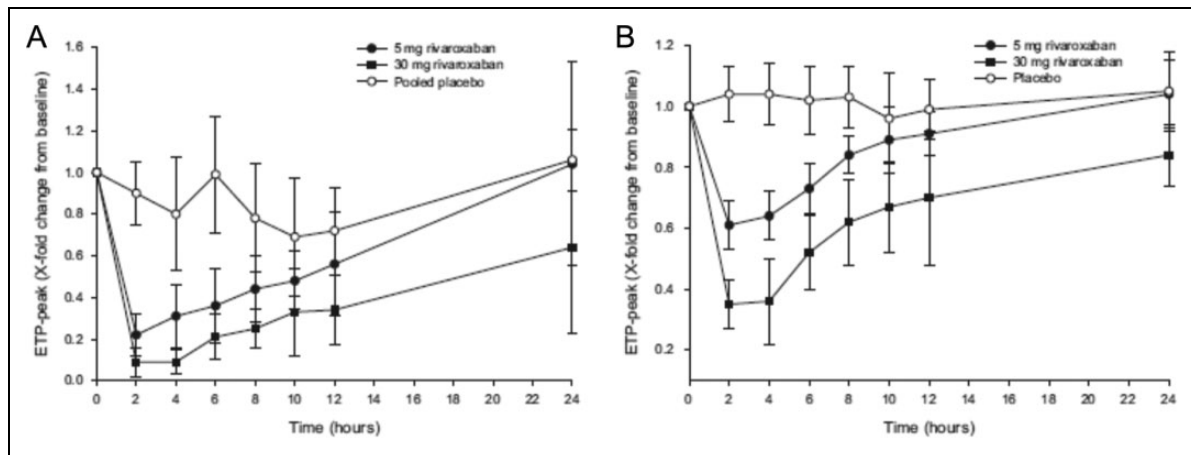 A
5 mg rivaroxaban
30 mg rivaroxaban
Pooled placebo
ETP-peak (X-fold change from baseline)
1.6
1.4
1.2
1.0
0.8
0.6
0.4
0.2
0.0
0 2 4 6 8 10 12 14 16 18 20 22 24
Time (hours)
B
5 mg rivaroxaban
30 mg rivaroxaban
Placebo
ETP-peak (X-fold change from baseline)
1.2
1.0
0.8
0.6
0.4
0.2
0 2 4 6 8 10 12 14 16 18 20 22 24
Time (hours)